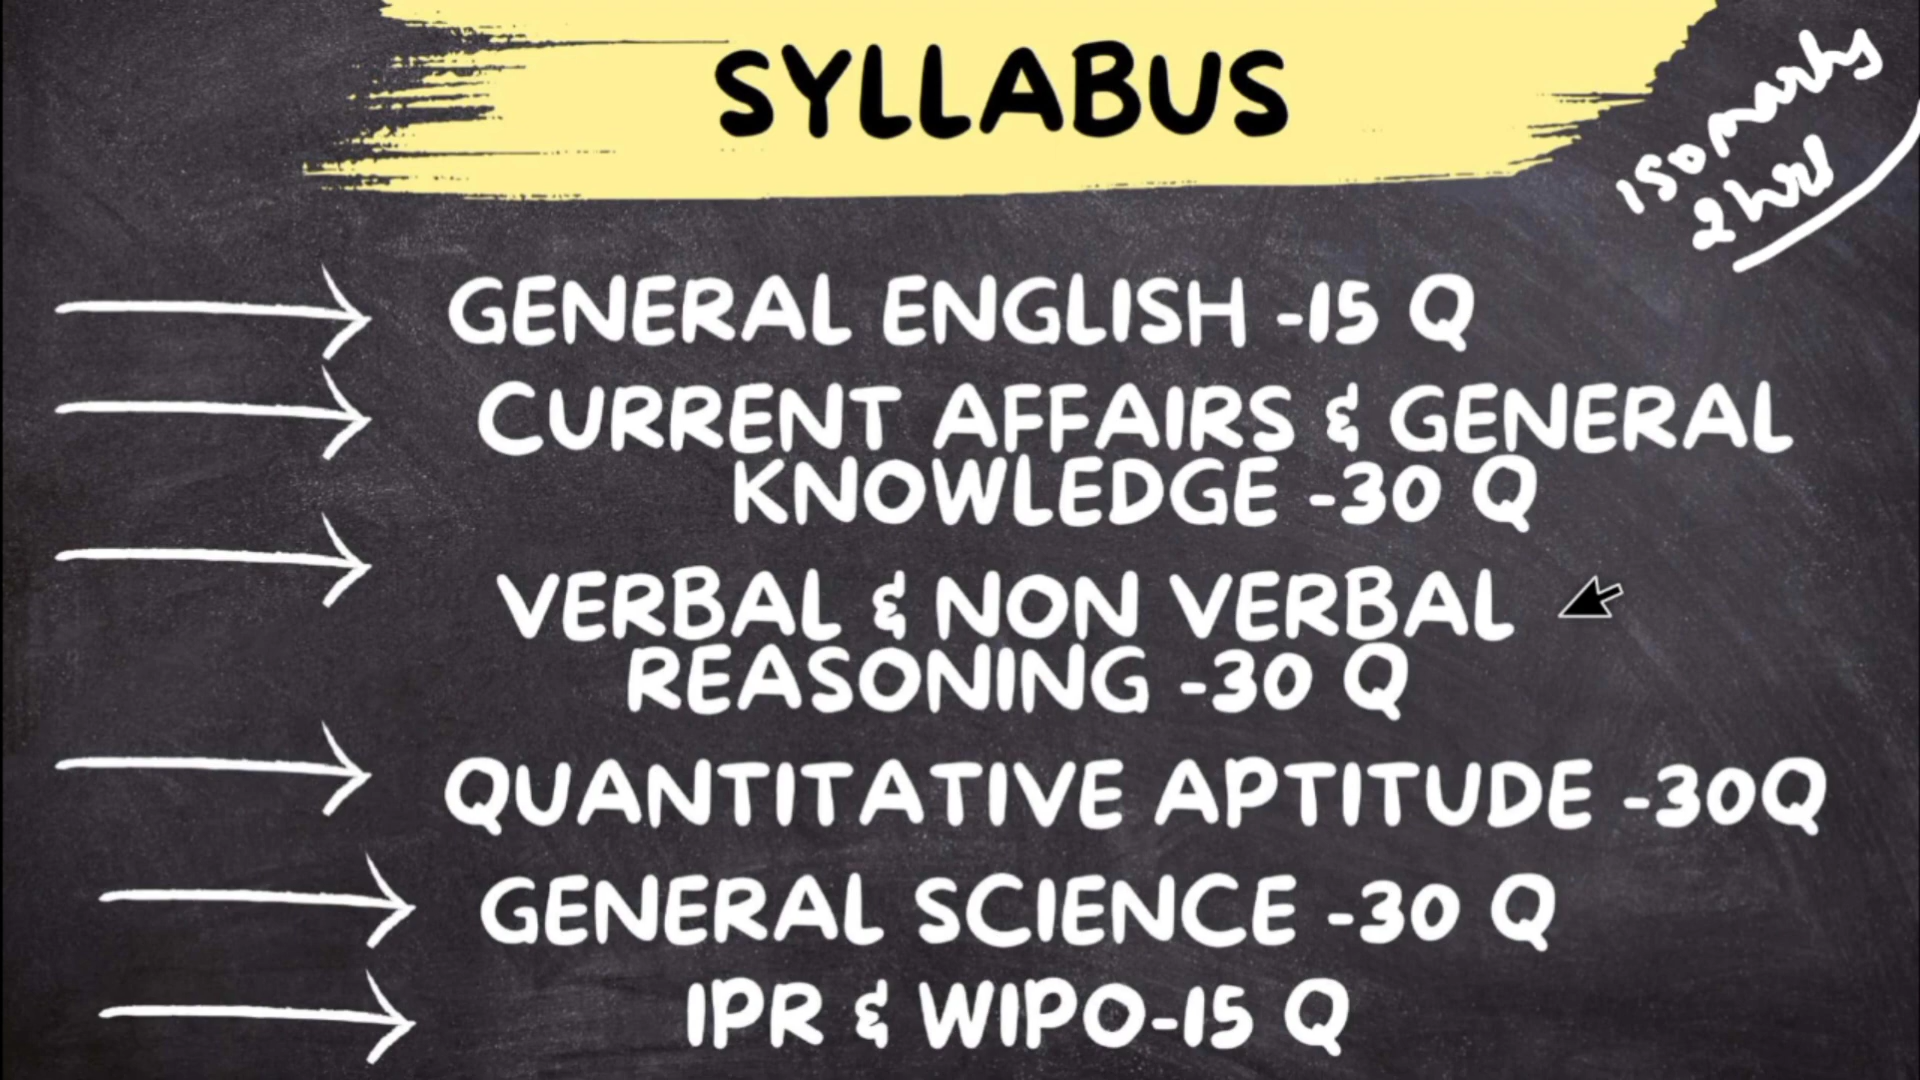 SYLLABUS
150 marks
2 hrs
GENERAL ENGLISH -15 Q
CURRENT AFFAIRS & GENERAL
KNOWLEDGE -30 Q
VERBAL & NON VERBAL
REASONING -30 Q
QUANTITATIVE APTITUDE -30Q
GENERAL SCIENCE -30 Q
IPR & WIPO-15 Q